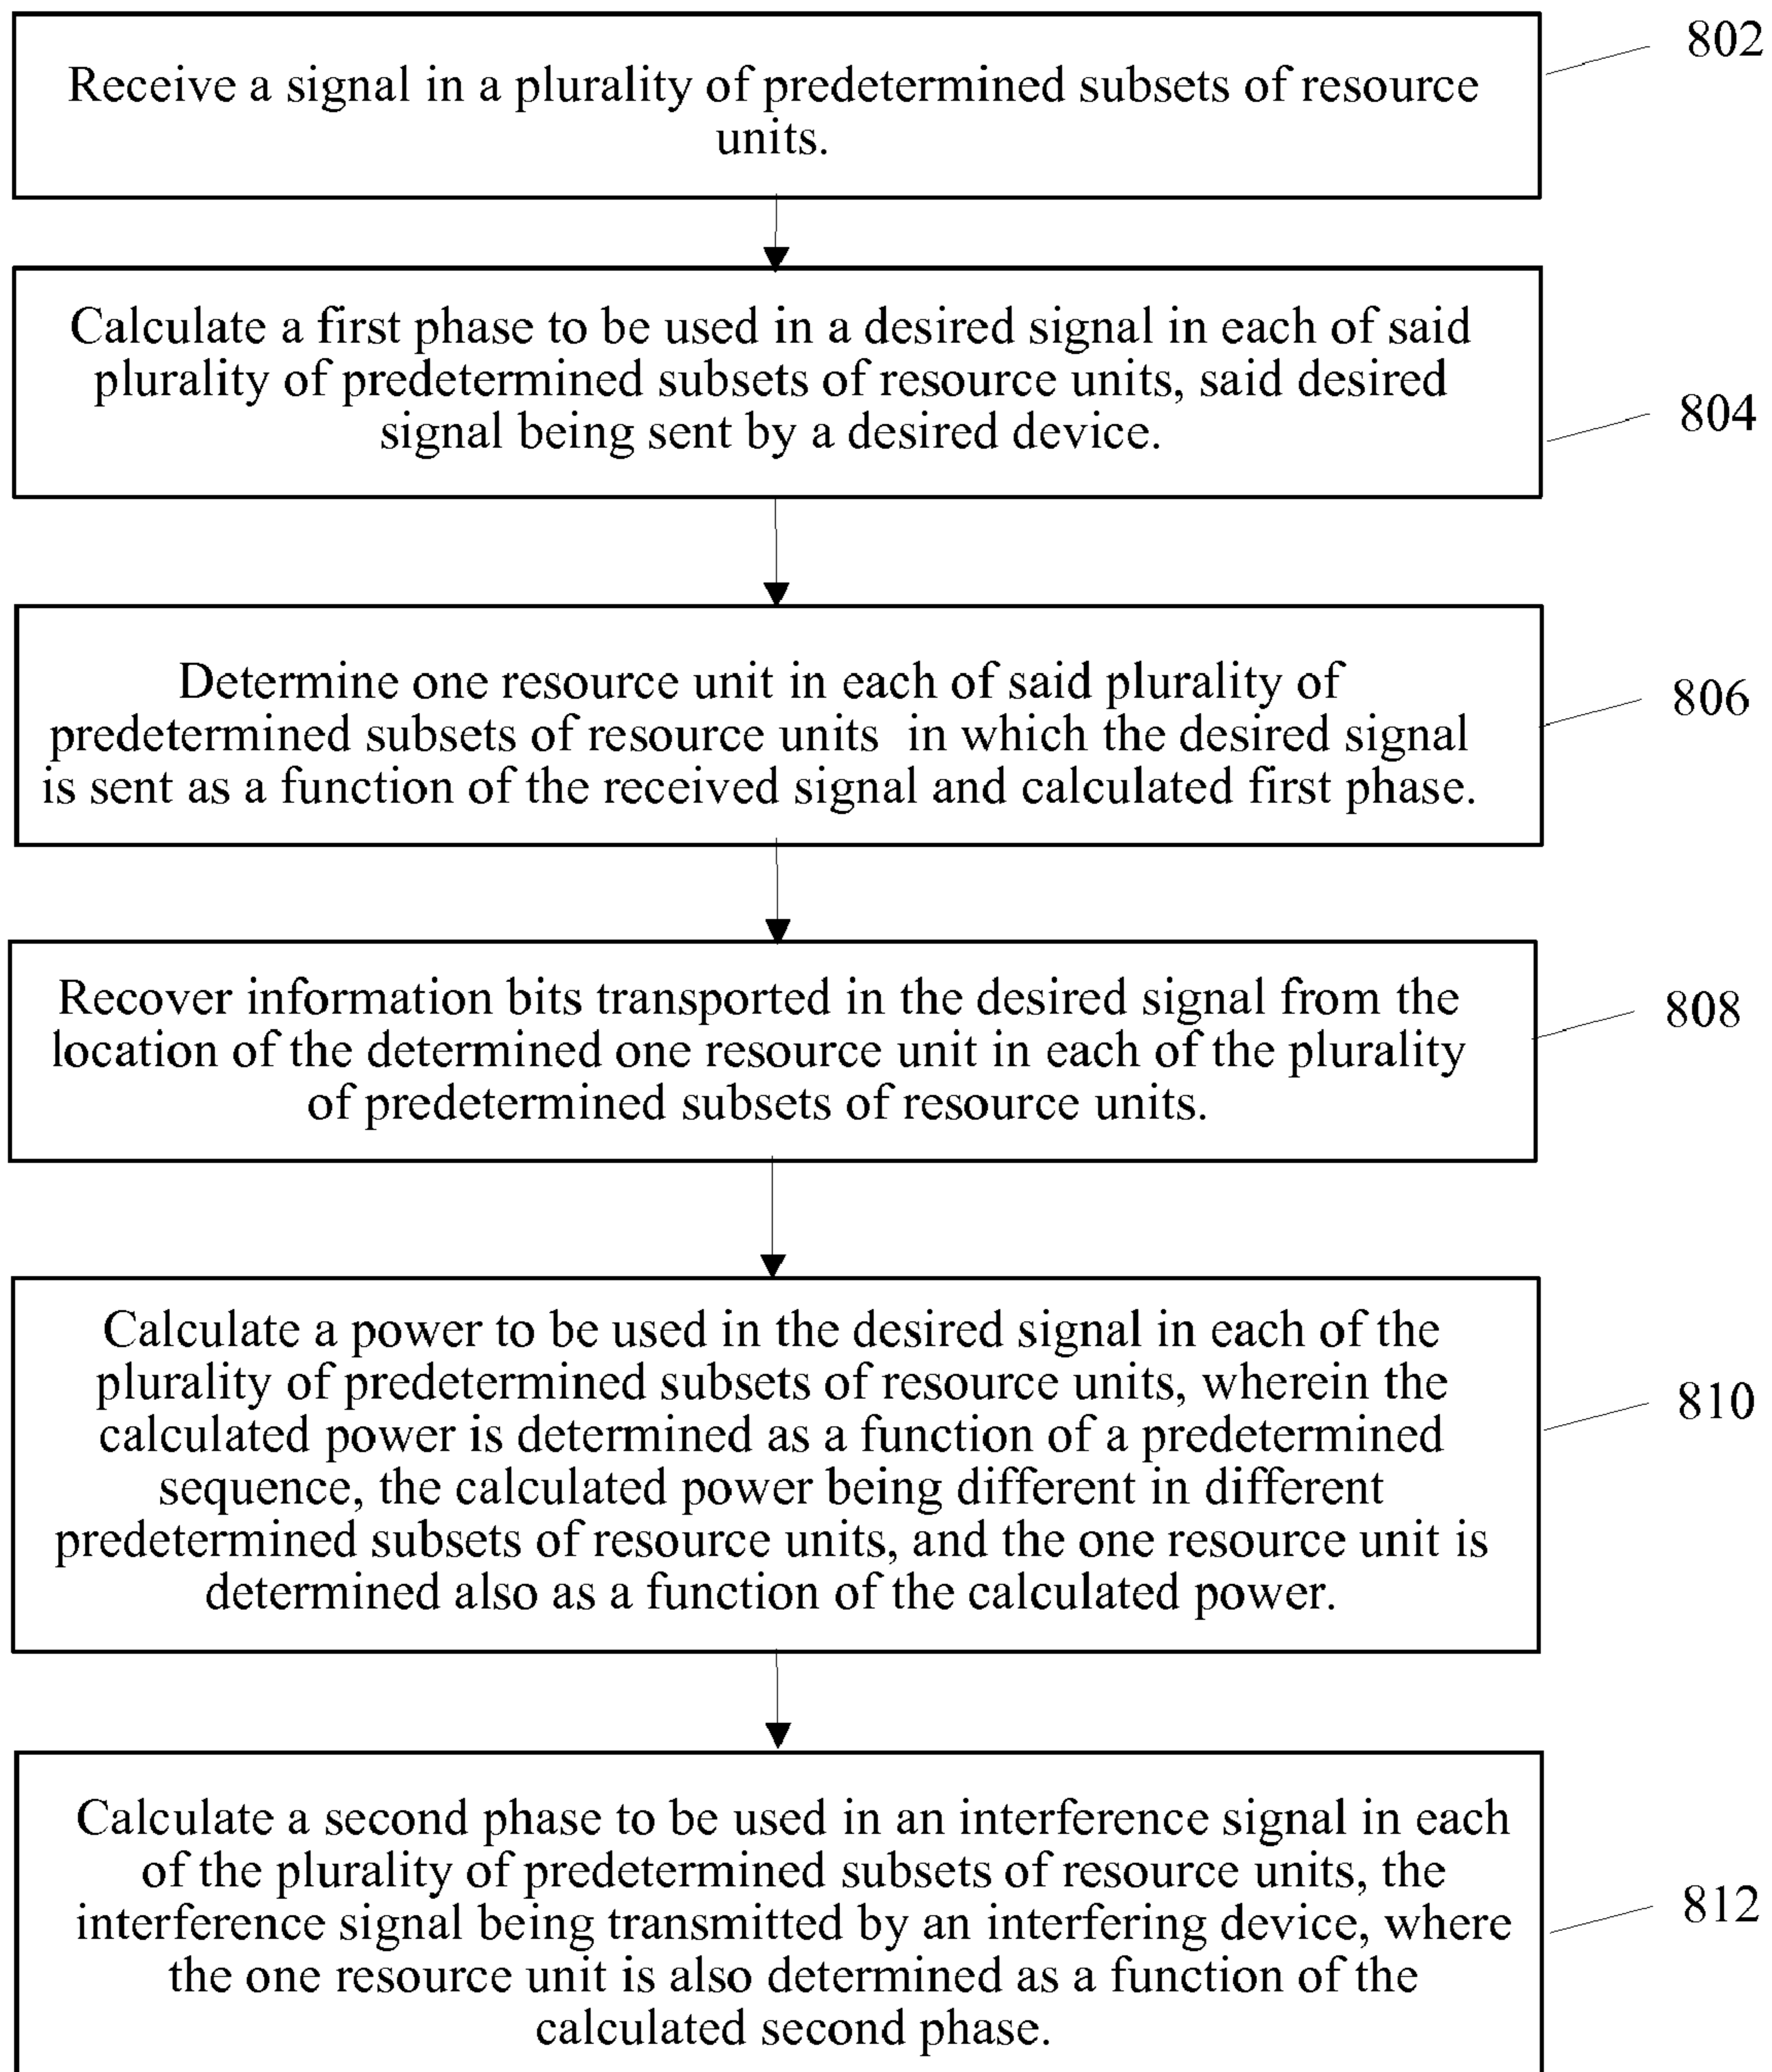 Receive a signal in a plurality of predetermined subsets of resource
units.
802
Calculate a first phase to be used in a desired signal in each of said
plurality of predetermined subsets of resource units, said desired
signal being sent by a desired device.
804
Determine one resource unit in each of said plurality of
predetermined subsets of resource units in which the desired signal
is sent as a function of the received signal and calculated first phase.
806
Recover information bits transported in the desired signal from the
location of the determined one resource unit in each of the plurality
of predetermined subsets of resource units.
808
Calculate a power to be used in the desired signal in each of the
plurality of predetermined subsets of resource units, wherein the
calculated power is determined as a function of a predetermined
sequence, the calculated power being different in different
predetermined subsets of resource units, and the one resource unit is
determined also as a function of the calculated power.
810
Calculate a second phase to be used in an interference signal in each
of the plurality of predetermined subsets of resource units, the
interference signal being transmitted by an interfering device, where
the one resource unit is also determined as a function of the
calculated second phase.
812